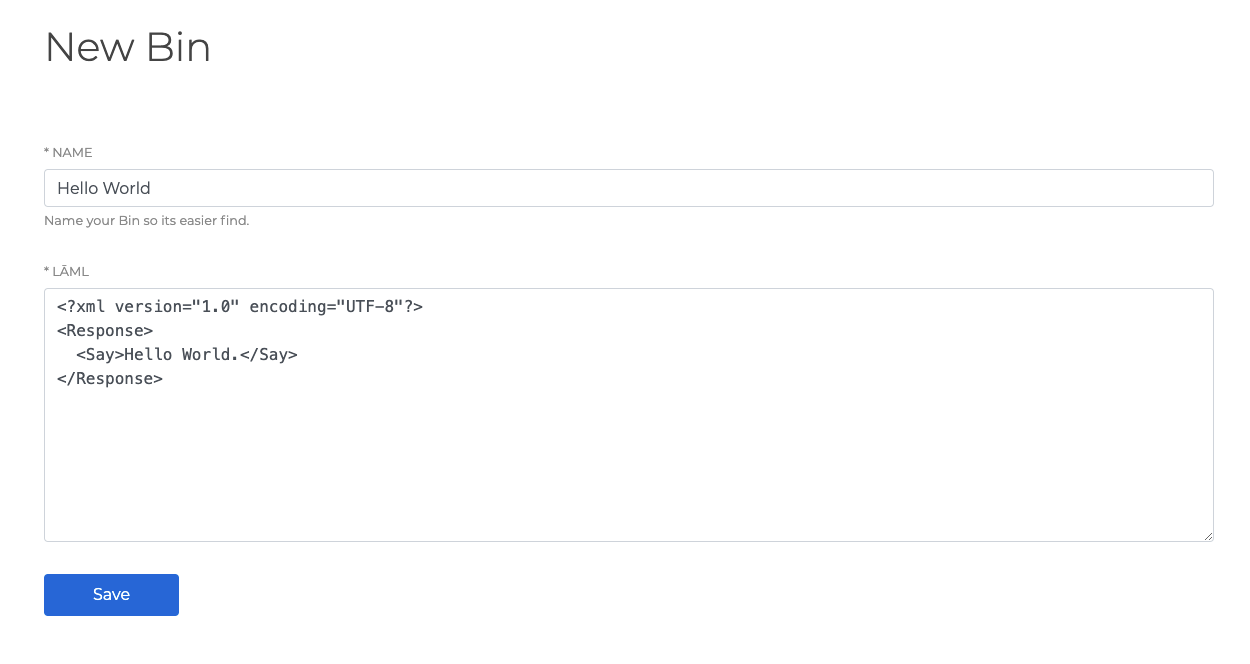 New Bin
* NAME
Hello World
Name your Bin so its easier find.
* LĀML
<?xml version="1.0" encoding="UTF-8"?>
<Response>
  <Say>Hello World.</Say>
</Response>
Save